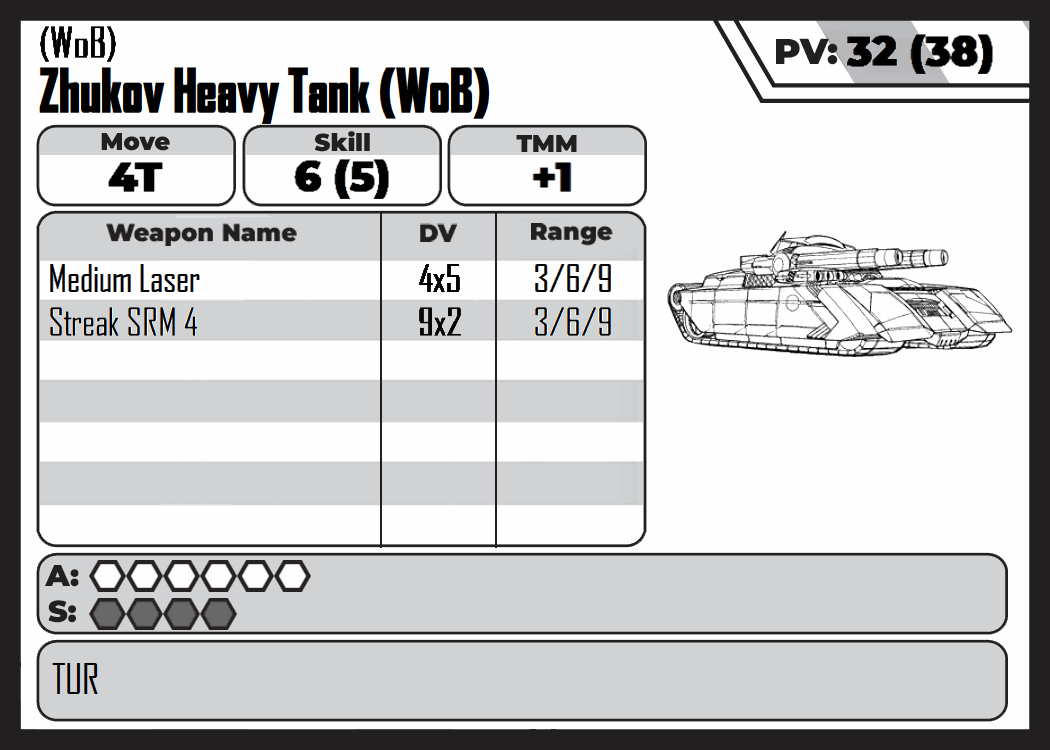 (WoB)
Zhukov Heavy Tank (WoB)
PV: 32 (38)
Move
4T
Skill
6 (5)
TMM
+1
Weapon Name DV Range
Medium Laser 4x5 3/6/9
Streak SRM 4 9x2 3/6/9
A:
S:
TUR